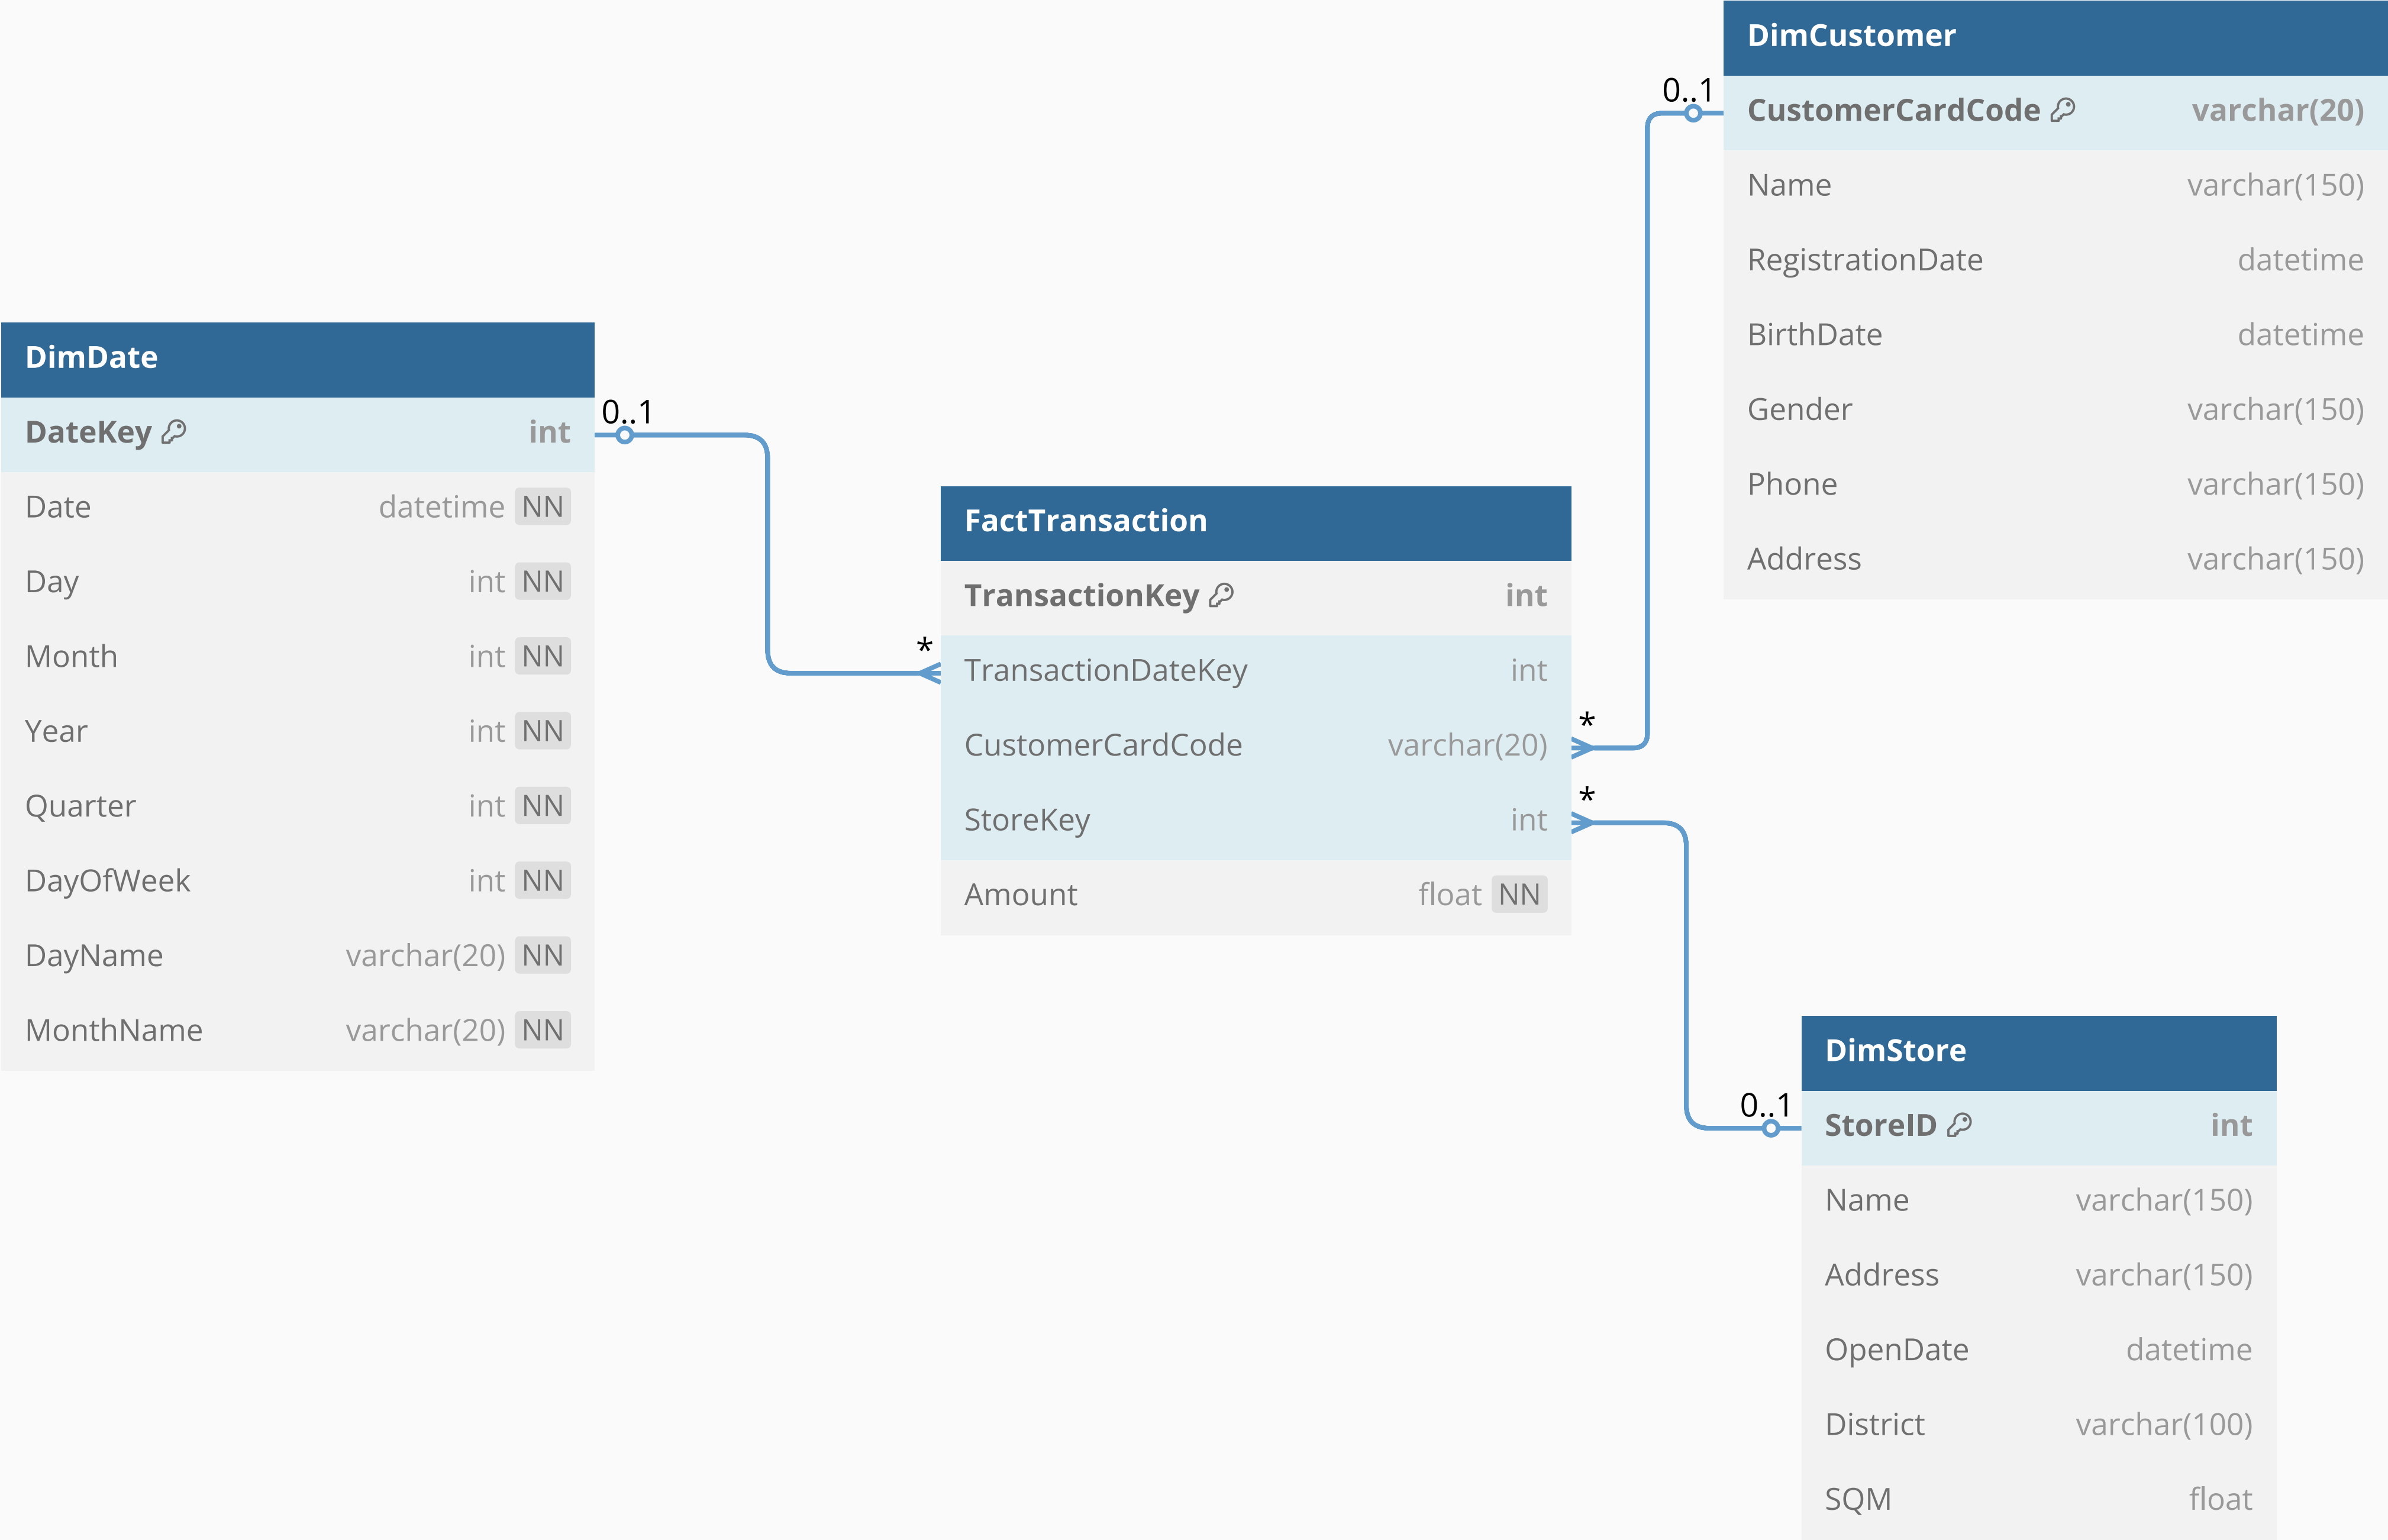 DimDate
DateKey int
Date datetime NN
Day int NN
Month int NN
Year int NN
Quarter int NN
DayOfWeek int NN
DayName varchar(20) NN
MonthName varchar(20) NN
0..1
*
FactTransaction
TransactionKey int
TransactionDateKey int
CustomerCardCode varchar(20)
StoreKey int
Amount float NN
*
*
0..1
DimCustomer
CustomerCardCode varchar(20)
Name varchar(150)
RegistrationDate datetime
BirthDate datetime
Gender varchar(150)
Phone varchar(150)
Address varchar(150)
0..1
DimStore
StoreID int
Name varchar(150)
Address varchar(150)
OpenDate datetime
District varchar(100)
SQM float